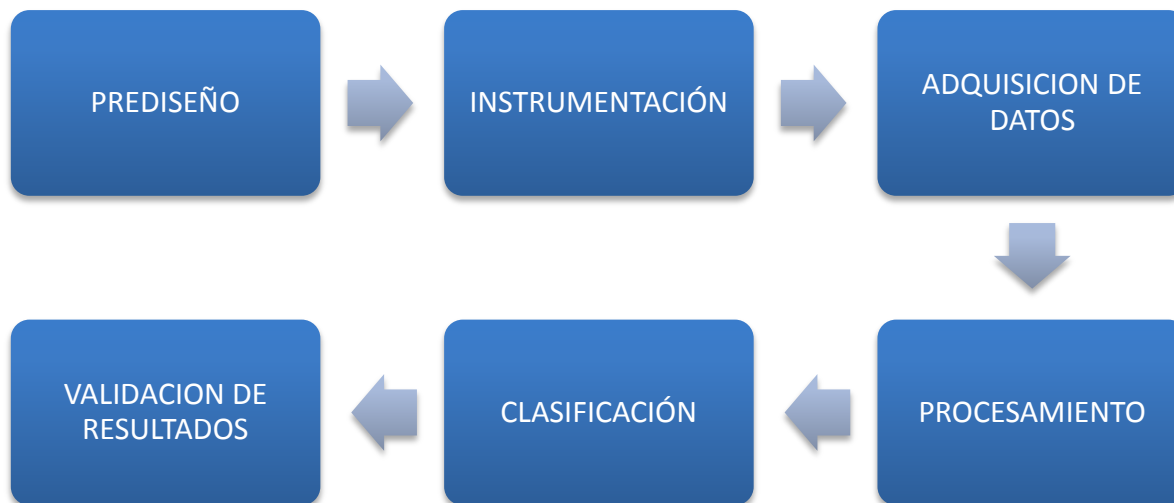 PREDISEÑO
INSTRUMENTACIÓN
ADQUISICION DE
DATOS
PROCESAMIENTO
CLASIFICACIÓN
VALIDACION DE
RESULTADOS